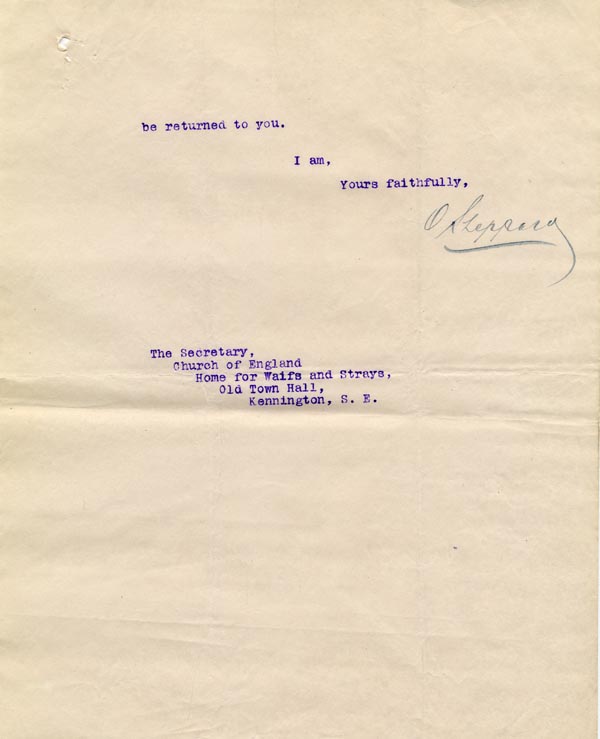 be returned to you.
I am,
Yours faithfully,
O Sheppard
The Secretary,
Church of England
Home for Waifs and Strays,
Old Town Hall,
Kennington, S. E.